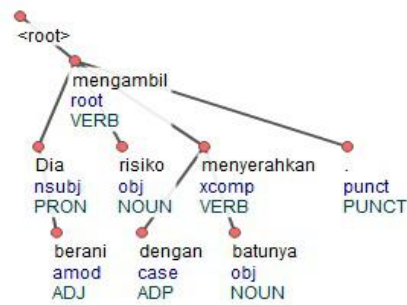 <root>
mengambil
root
VERB
Dia risiko menyerahkan .
nsubj obj xcomp punct
PRON NOUN VERB PUNCT
berani dengan batunya
amod case obj
ADJ ADP NOUN